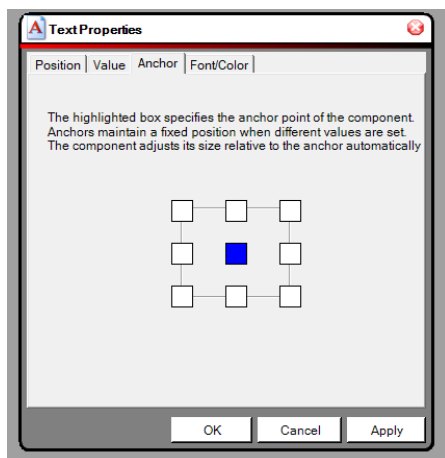 A Text Properties
Position Value Anchor Font/Color
The highlighted box specifies the anchor point of the component.
Anchors maintain a fixed position when different values are set.
The component adjusts its size relative to the anchor automatically
OK Cancel Apply